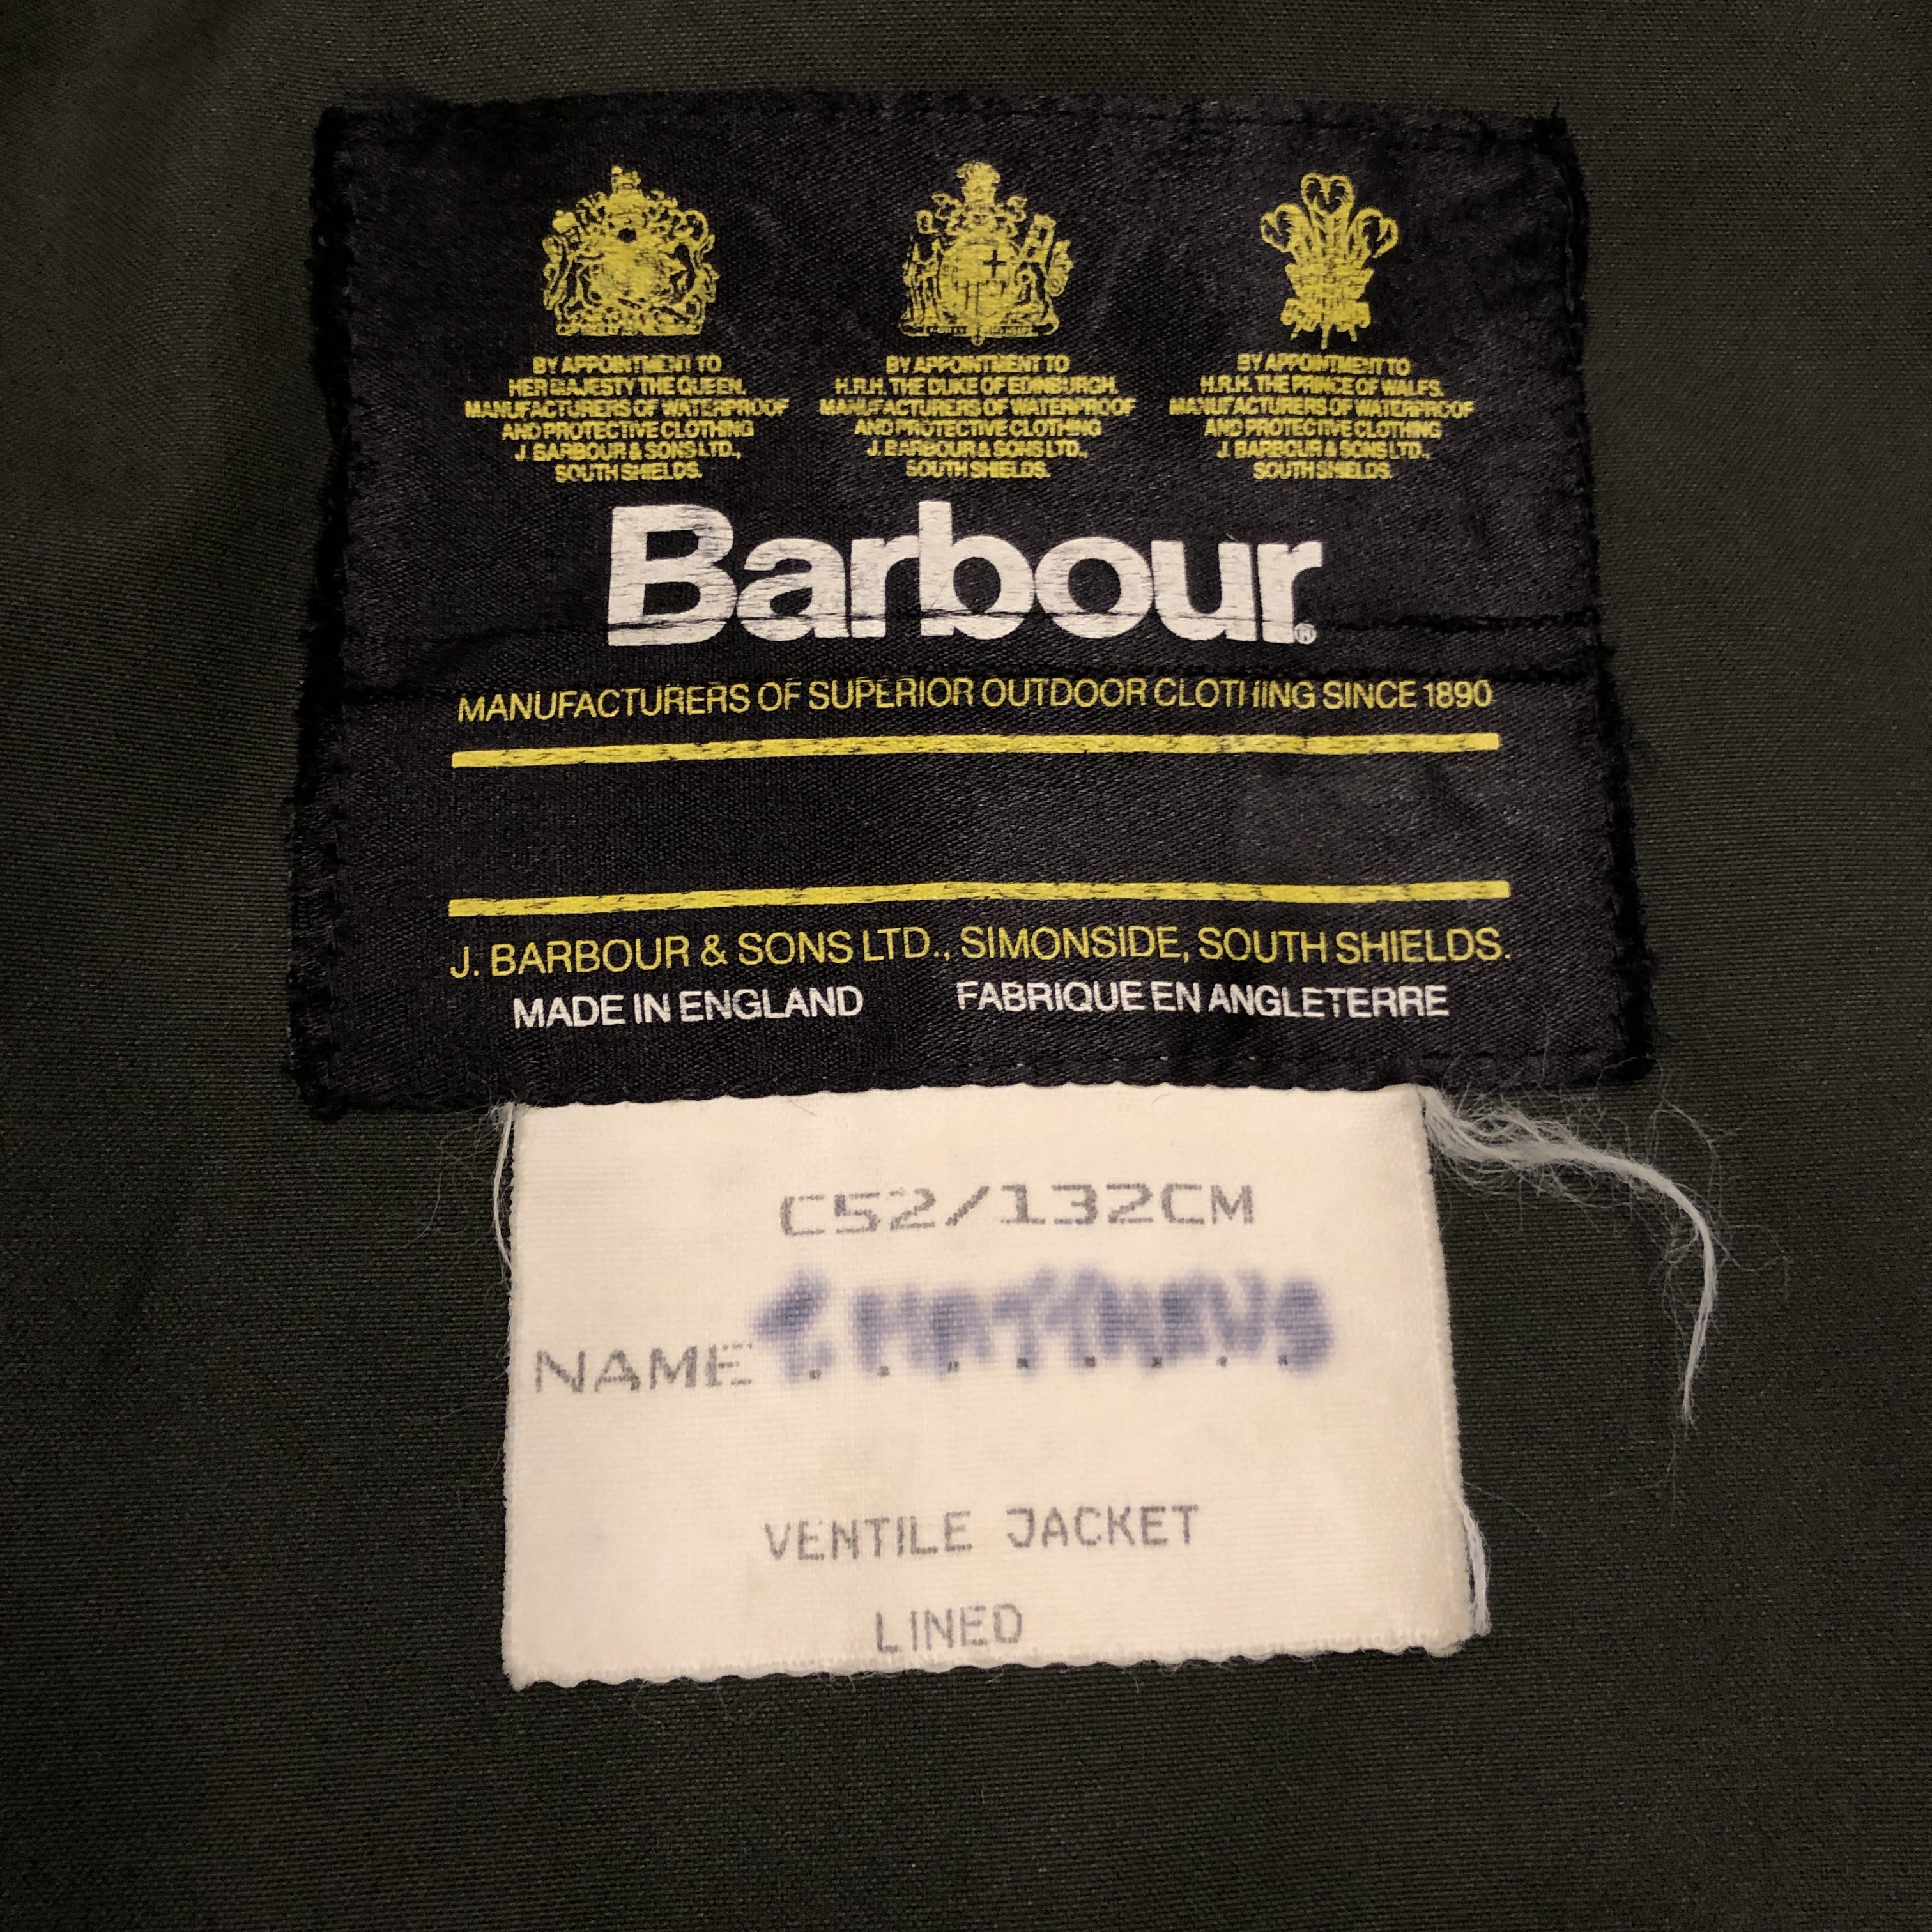 BY APPOINTMENT TO
HER MAJESTY THE QUEEN.
MANUFACTURERS OF WATERPROOF
AND PROTECTIVE CLOTHING
J. BARBOUR & SONS LTD.,
SOUTH SHIELDS.
BY APPOINTMENT TO
H.R.H. THE DUKE OF EDINBURGH.
MANUFACTURERS OF WATERPROOF
AND PROTECTIVE CLOTHING
J. BARBOUR & SONS LTD.,
SOUTH SHIELDS.
BY APPOINTMENT TO
H.R.H. THE PRINCE OF WALES.
MANUFACTURERS OF WATERPROOF
AND PROTECTIVE CLOTHING
J. BARBOUR & SONS LTD.,
SOUTH SHIELDS.
Barbour®
MANUFACTURERS OF SUPERIOR OUTDOOR CLOTHING SINCE 1890
J. BARBOUR & SONS LTD., SIMONSIDE, SOUTH SHIELDS.
MADE IN ENGLAND FABRIQUE EN ANGLETERRE
C52/132CM
NAME ........ MATTHEWS
VENTILE JACKET
LINED